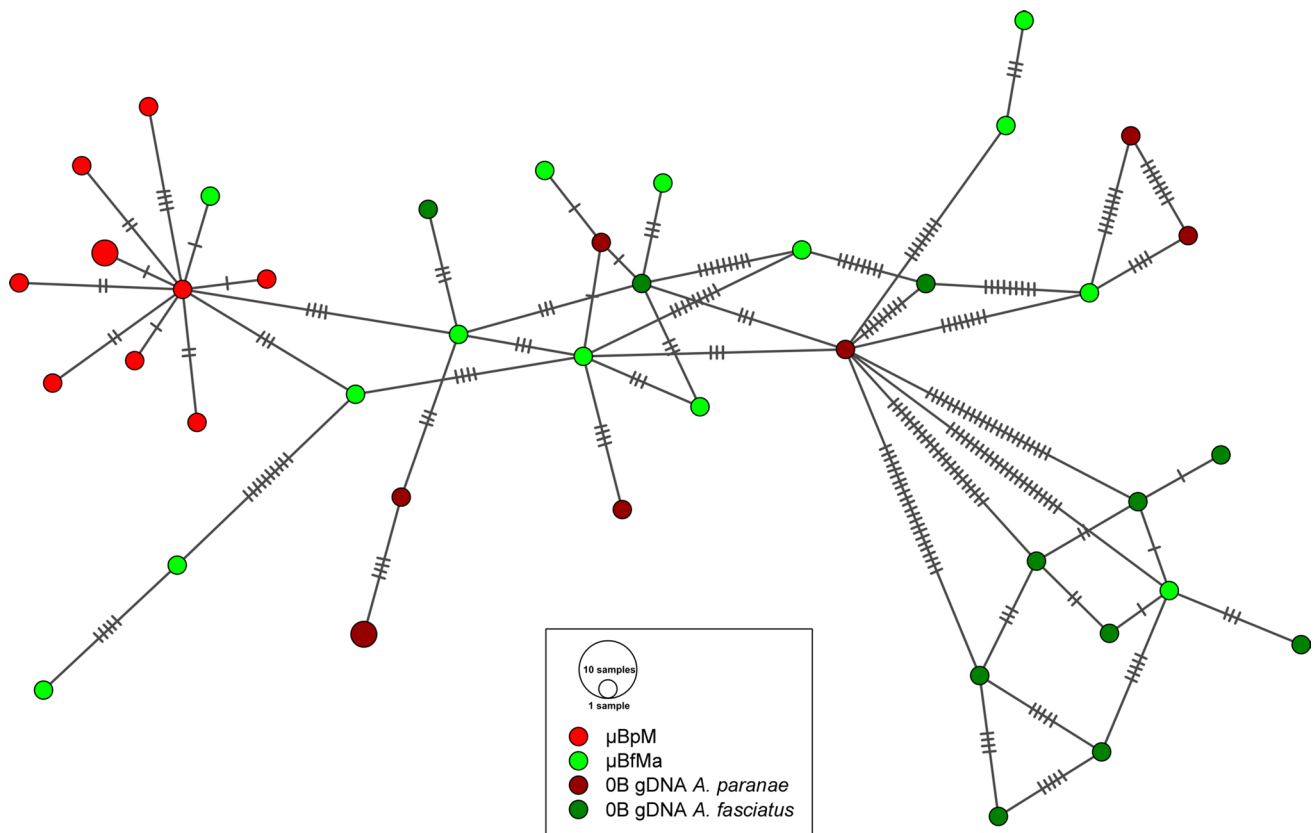 10 samples
1 sample
µBpM
µBfMa
0B gDNA A. paranae
0B gDNA A. fasciatus